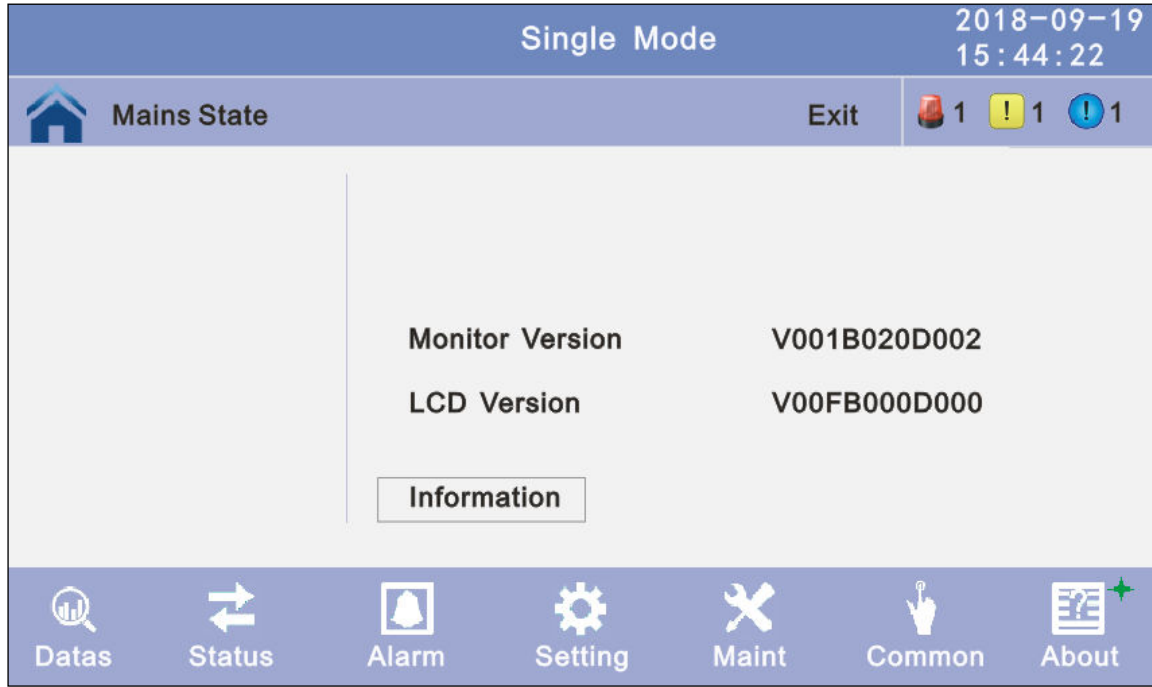 Single Mode
2018-09-19
15:44:22
Mains State
Exit
! 1
1
! 1
Monitor Version V001B020D002
LCD Version V00FB000D000
Information
Datas Status Alarm Setting Maint Common About